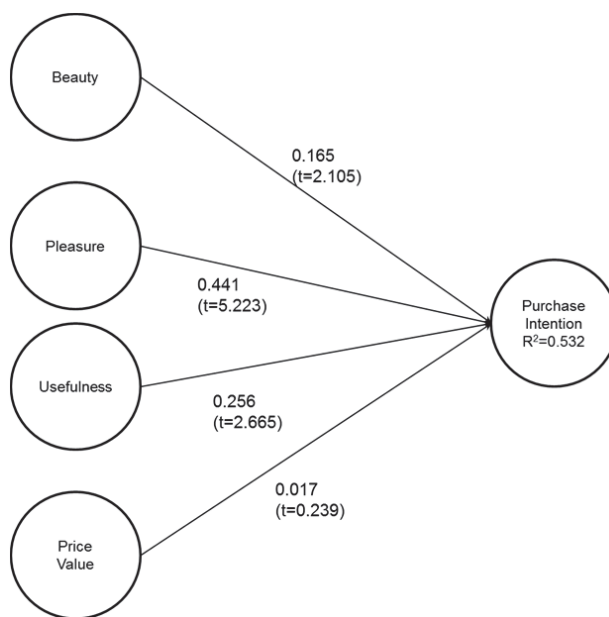 Beauty
0.165
(t=2.105)
Pleasure
0.441
(t=5.223)
Purchase
Intention
R²=0.532
Usefulness
0.256
(t=2.665)
0.017
(t=0.239)
Price
Value